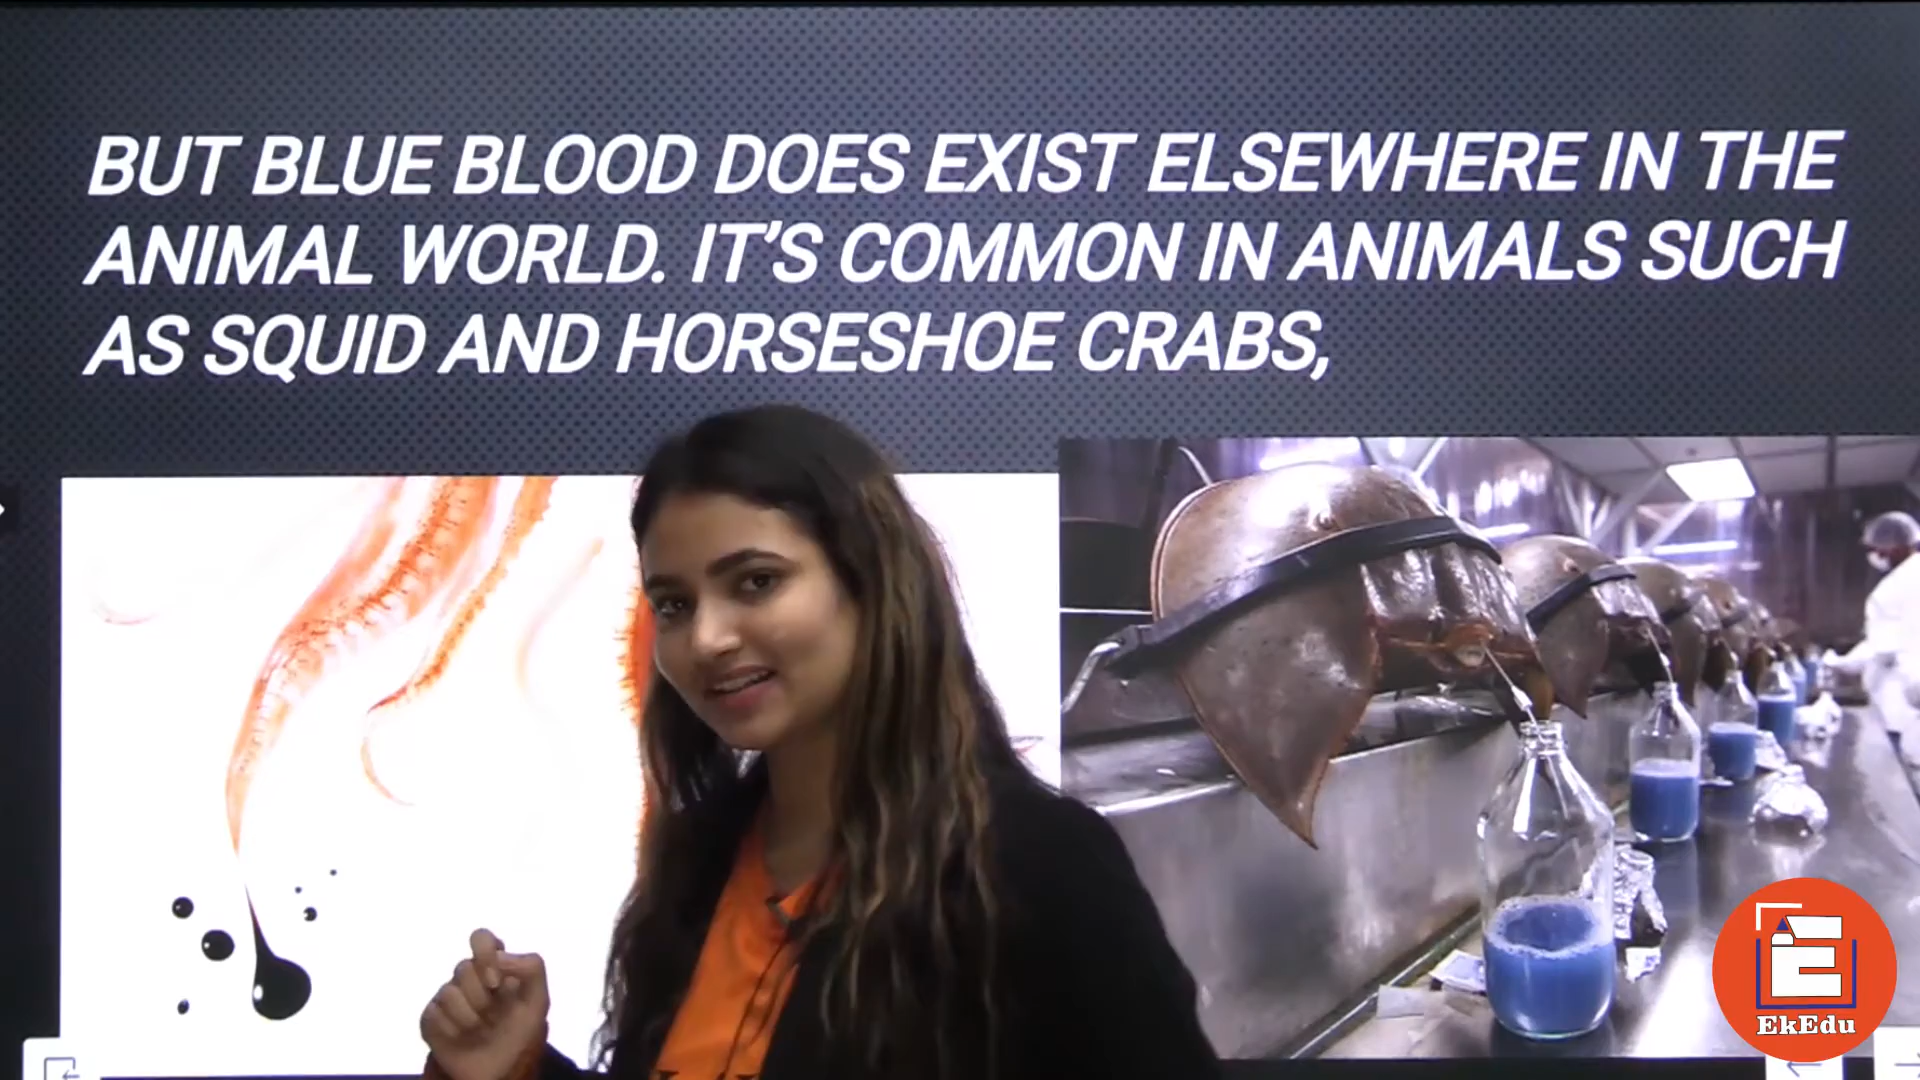 BUT BLUE BLOOD DOES EXIST ELSEWHERE IN THE
ANIMAL WORLD. IT'S COMMON IN ANIMALS SUCH
AS SQUID AND HORSESHOE CRABS,
EkEdu